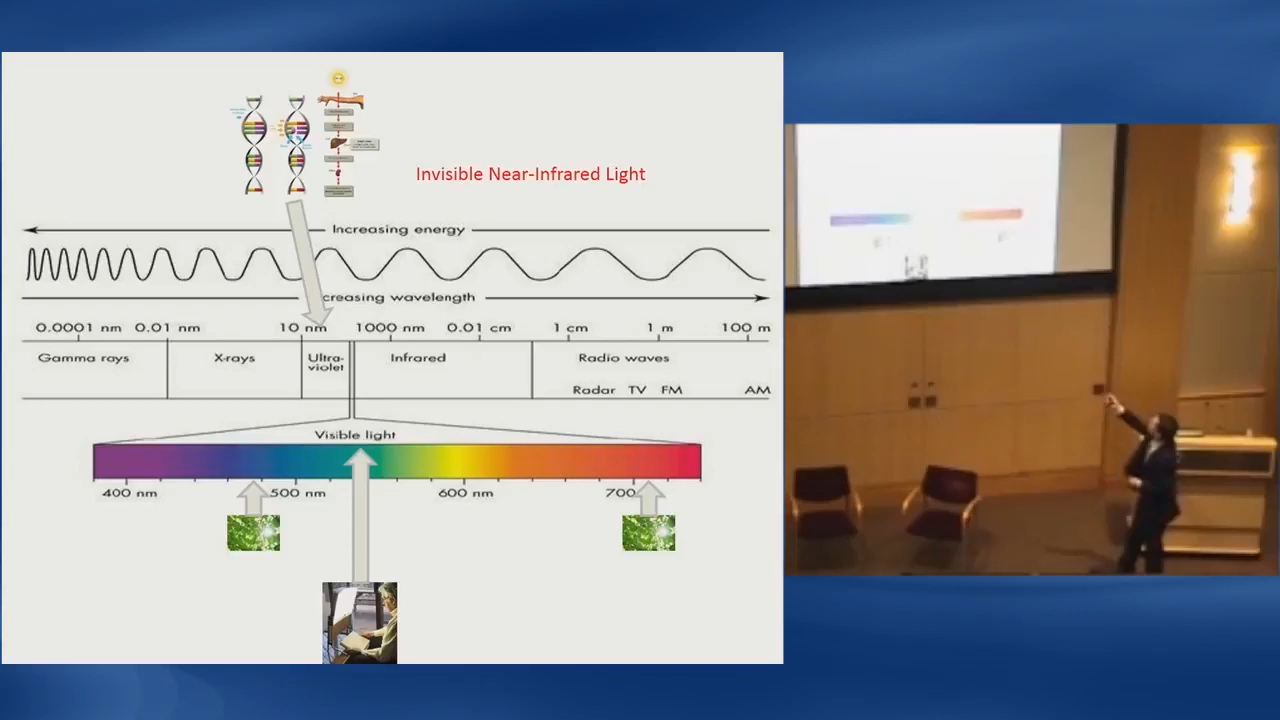 Invisible Near-Infrared Light
Increasing energy
creasing wavelength
0.0001 nm 0.01 nm 10 nm 1000 nm 0.01 cm 1 cm 1 m 100 m
Gamma rays X-rays Ultra-
violet Infrared Radio waves
Radar TV FM AM
Visible light
400 nm 500 nm 600 nm 700